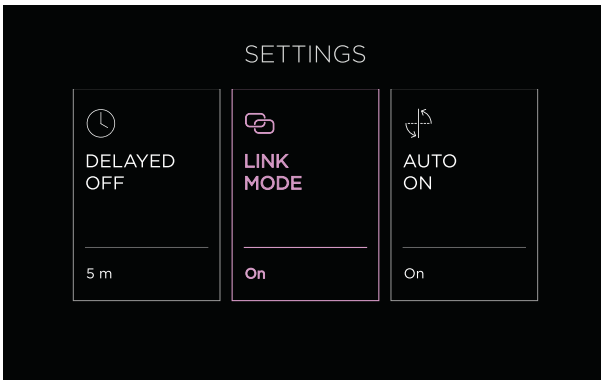 SETTINGS
DELAYED
OFF
5 m
LINK
MODE
On
AUTO
ON
On